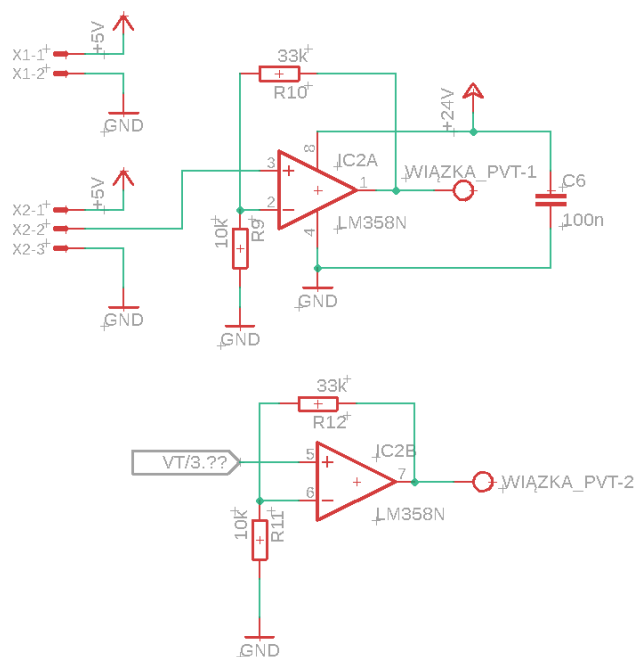 +5V
X1-1
X1-2
GND
33k
R10
+24V
+5V
8
IC2A
3
1
WIĄZKA_PVT-1
C6
X2-1
X2-2
X2-3
2
10k
R9
4
LM358N
100n
GND
GND
GND
33k
R12
VT/3.??
5
IC2B
7
WIĄZKA_PVT-2
6
10k
R11
LM358N
GND